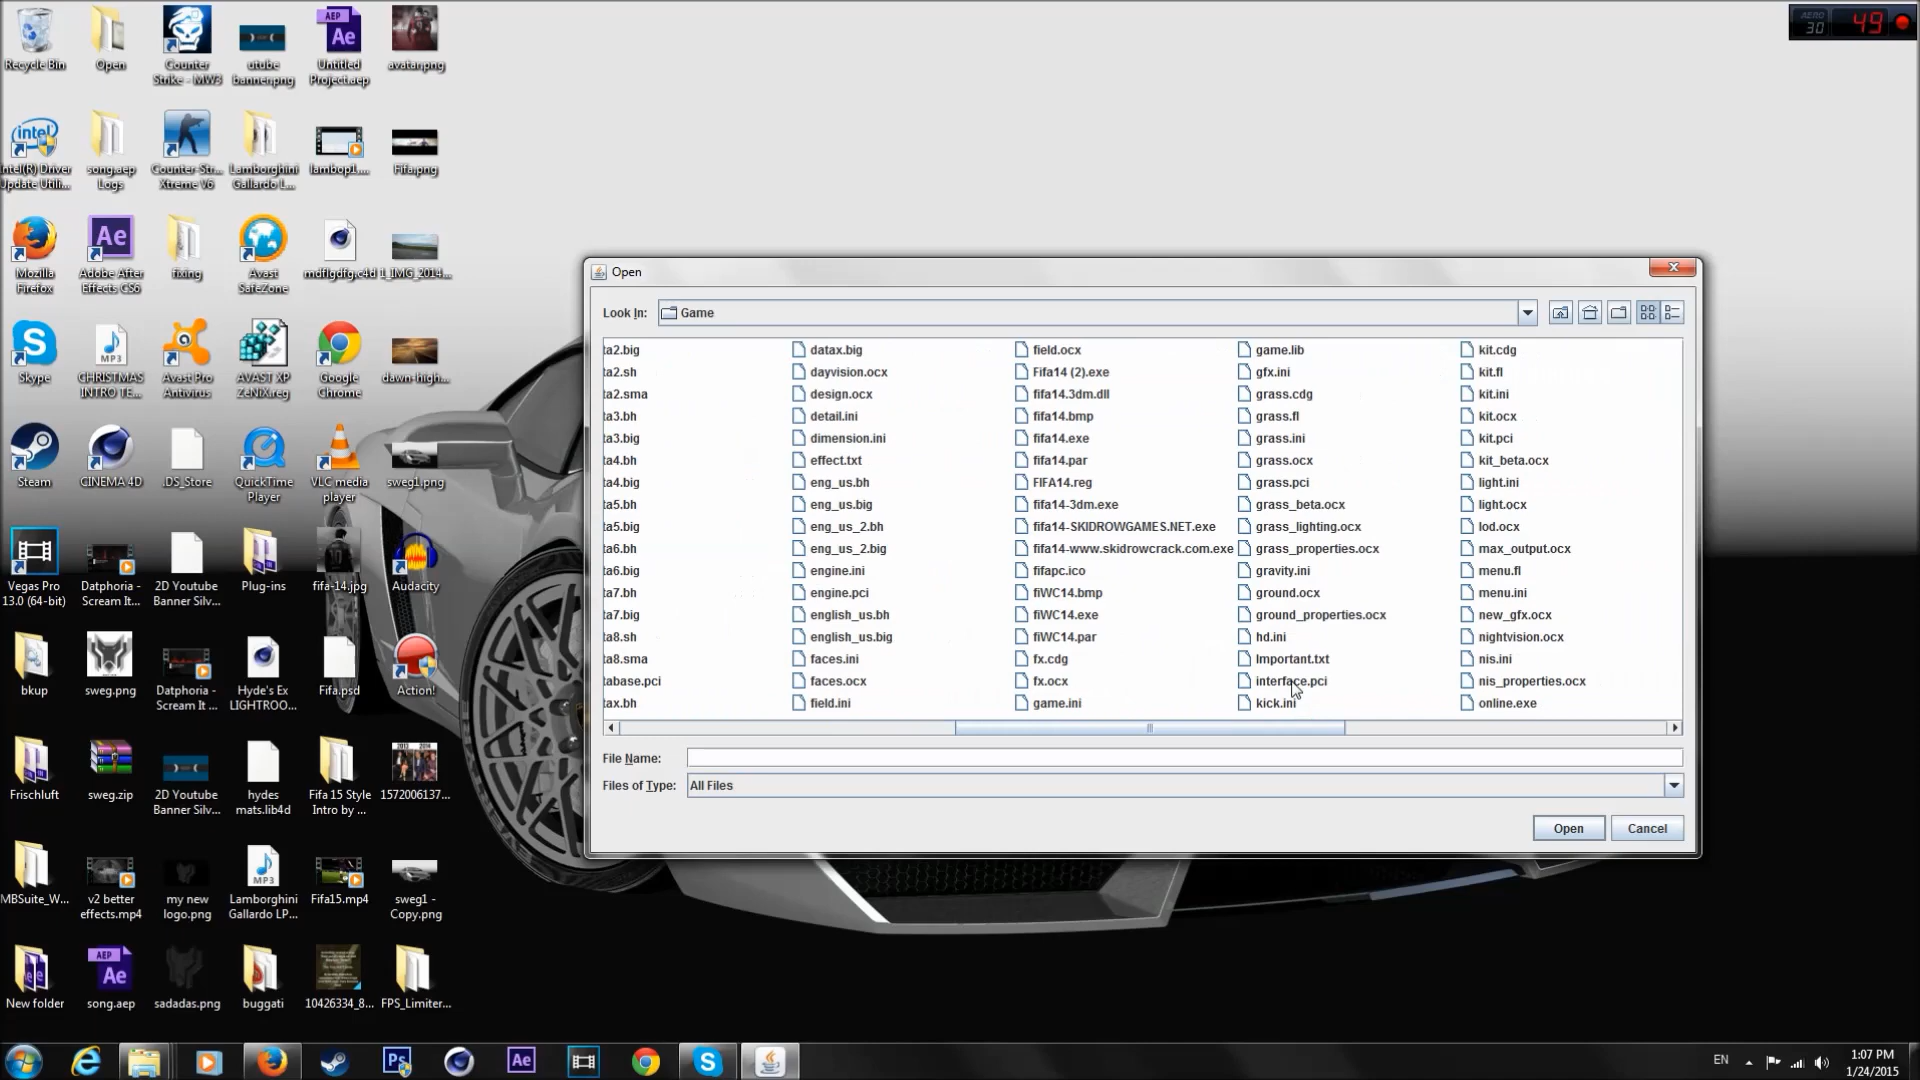 Recycle Bin
Open
Counter Strike - MW3
utube banner.png
Untitled Project.aep
avatar.png
Intel(R) Driver Update Utili...
song.aep Logs
Counter-Str... Xtreme V6
Lamborghini Gallardo L...
lambop1....
Fifa.png
Mozilla Firefox
Adobe After Effects CS6
fixing
Avast SafeZone
mdflgdfg.c4d
1_IMG_2014...
Skype
CHRISTMAS INTRO TE...
Avast Pro Antivirus
AVAST XP ZeNIX.reg
Google Chrome
dawn-high...
Steam
CINEMA 4D
.DS_Store
QuickTime Player
VLC media player
sweg1.png
Vegas Pro 13.0 (64-bit)
Datphoria - Scream It ...
2D Youtube Banner Silv...
Plug-ins
fifa-14.jpg
Audacity
bkup
sweg.png
Datphoria - Scream It ...
Hyde's Ex LIGHTROO...
Fifa.psd
Action!
Frischluft
sweg.zip
2D Youtube Banner Silv...
hydes mats.lib4d
Fifa 15 Style Intro by ...
1572006137...
MBSuite_W...
v2 better effects.mp4
my new logo.png
Lamborghini Gallardo LP...
Fifa15.mp4
sweg1 - Copy.png
New folder
song.aep
sadadas.png
buggati
10426334_8...
FPS_Limiter...
AERO
30
49
Open
Look In: Game
ta2.big
ta2.sh
ta2.sma
ta3.bh
ta3.big
ta4.bh
ta4.big
ta5.bh
ta5.big
ta6.bh
ta6.big
ta7.bh
ta7.big
ta8.sh
ta8.sma
tabase.pci
tax.bh
datax.big
dayvision.ocx
design.ocx
detail.ini
dimension.ini
effect.txt
eng_us.bh
eng_us.big
eng_us_2.bh
eng_us_2.big
engine.ini
engine.pci
english_us.bh
english_us.big
faces.ini
faces.ocx
field.ini
field.ocx
Fifa14 (2).exe
fifa14.3dm.dll
fifa14.bmp
fifa14.exe
fifa14.par
FIFA14.reg
fifa14-3dm.exe
fifa14-SKIDROWGAMES.NET.exe
fifa14-www.skidrowcrack.com.exe
fifapc.ico
fiWC14.bmp
fiWC14.exe
fiWC14.par
fx.cdg
fx.ocx
game.ini
game.lib
gfx.ini
grass.cdg
grass.fl
grass.ini
grass.ocx
grass.pci
grass_beta.ocx
grass_lighting.ocx
grass_properties.ocx
gravity.ini
ground.ocx
ground_properties.ocx
hd.ini
Important.txt
interface.pci
kick.ini
kit.cdg
kit.fl
kit.ini
kit.ocx
kit.pci
kit_beta.ocx
light.ini
light.ocx
lod.ocx
max_output.ocx
menu.fl
menu.ini
new_gfx.ocx
nightvision.ocx
nis.ini
nis_properties.ocx
online.exe
File Name:
Files of Type: All Files
Open
Cancel
EN
1:07 PM
1/24/2015